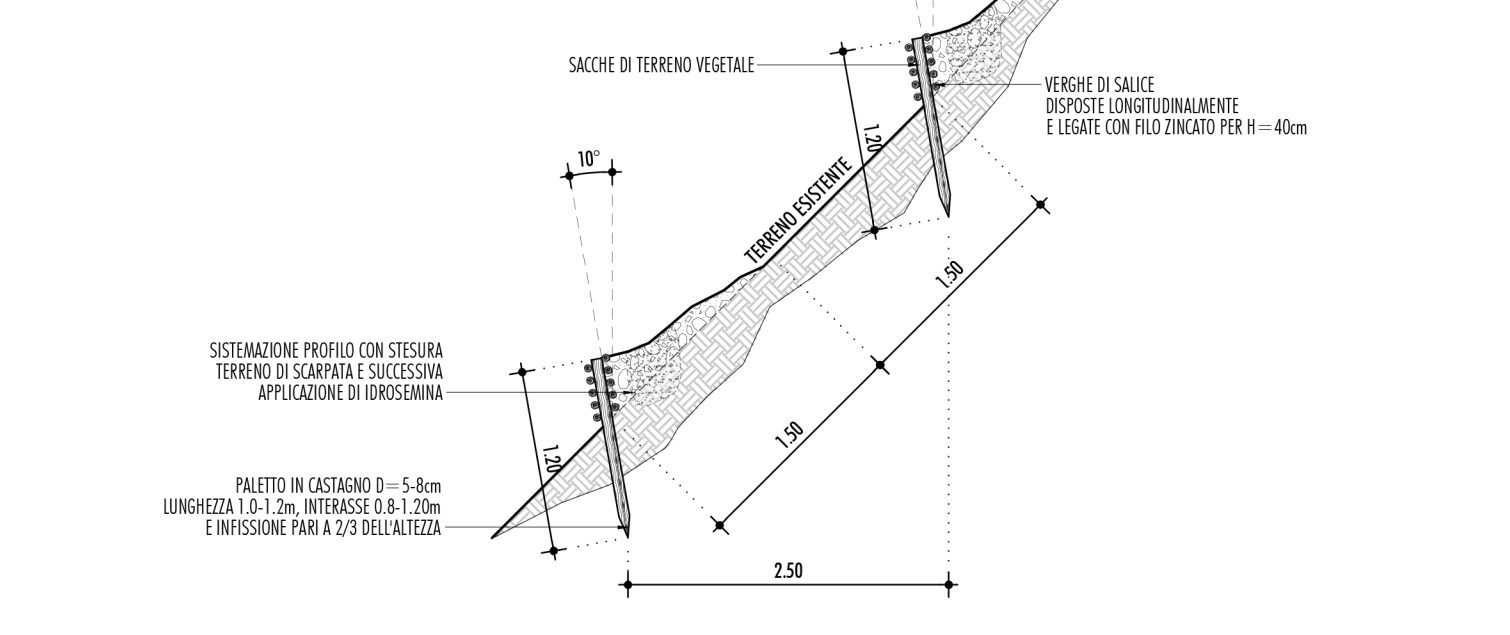 SACCHE DI TERRENO VEGETALE
VERGHE DI SALICE
DISPOSTE LONGITUDINALMENTE
E LEGATE CON FILO ZINCATO PER H=40cm
1.20
10°
TERRENO ESISTENTE
1.50
SISTEMAZIONE PROFILO CON STESURA
TERRENO DI SCARPATA E SUCCESSIVA
APPLICAZIONE DI IDROSEMINA
1.50
1.20
PALETTO IN CASTAGNO D=5-8cm
LUNGHEZZA 1.0-1.2m, INTERASSE 0.8-1.20m
E INFISSIONE PARI A 2/3 DELL'ALTEZZA
2.50